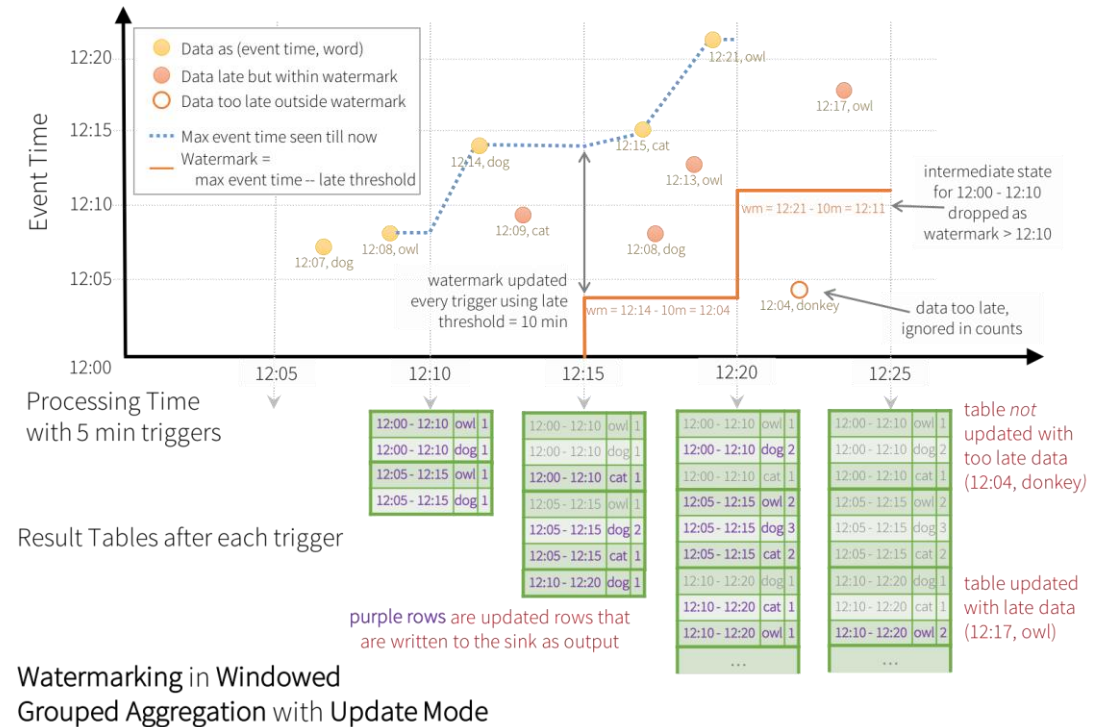 Event Time
12:20
12:15
12:10
12:05
12:00
Data as (event time, word)
Data late but within watermark
Data too late outside watermark
Max event time seen till now
Watermark =
max event time -- late threshold
12:07, dog
12:08, owl
12:14, dog
12:09, cat
12:15, cat
12:13, owl
12:08, dog
12:21, owl
12:17, owl
12:04, donkey
watermark updated
every trigger using late
threshold = 10 min
wm = 12:14 - 10m = 12:04
wm = 12:21 - 10m = 12:11
intermediate state
for 12:00 - 12:10
dropped as
watermark > 12:10
data too late,
ignored in counts
12:05
12:10
12:15
12:20
12:25
Processing Time
with 5 min triggers
12:00 - 12:10 owl 1
12:00 - 12:10 dog 1
12:05 - 12:15 owl 1
12:05 - 12:15 dog 1
12:00 - 12:10 owl 1
12:00 - 12:10 dog 1
12:00 - 12:10 cat 1
12:05 - 12:15 owl 1
12:05 - 12:15 dog 2
12:05 - 12:15 cat 1
12:10 - 12:20 dog 1
12:00 - 12:10 owl 1
12:00 - 12:10 dog 2
12:00 - 12:10 cat 1
12:05 - 12:15 owl 2
12:05 - 12:15 dog 3
12:05 - 12:15 cat 2
12:10 - 12:20 dog 1
12:10 - 12:20 cat 1
12:10 - 12:20 owl 1
...
12:00 - 12:10 owl 1
12:00 - 12:10 dog 2
12:00 - 12:10 cat 1
12:05 - 12:15 owl 2
12:05 - 12:15 dog 3
12:05 - 12:15 cat 2
12:10 - 12:20 dog 1
12:10 - 12:20 cat 1
12:10 - 12:20 owl 2
...
table not
updated with
too late data
(12:04, donkey)
table updated
with late data
(12:17, owl)
Result Tables after each trigger
purple rows are updated rows that
are written to the sink as output
Watermarking in Windowed
Grouped Aggregation with Update Mode